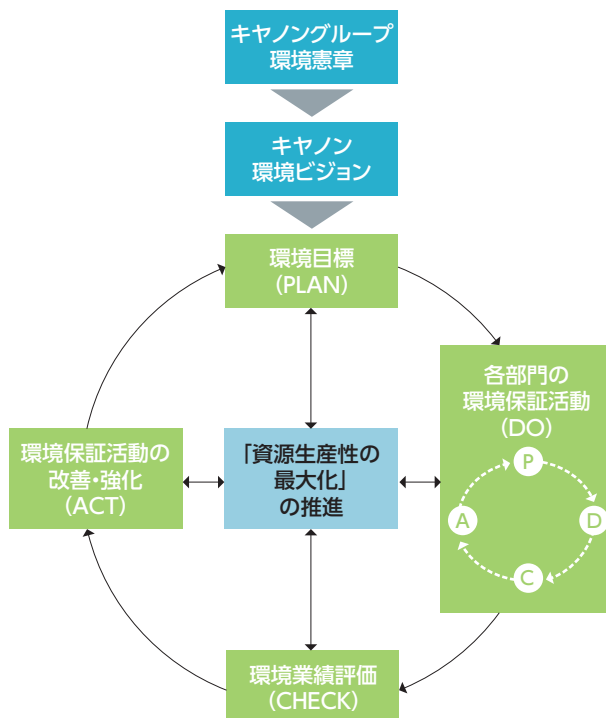 キヤノングループ
環境憲章
キヤノン
環境ビジョン
環境目標
(PLAN)
各部門の
環境保証活動
(DO)
P
D
C
A
「資源生産性の
最大化」
の推進
環境保証活動の
改善・強化
(ACT)
環境業績評価
(CHECK)